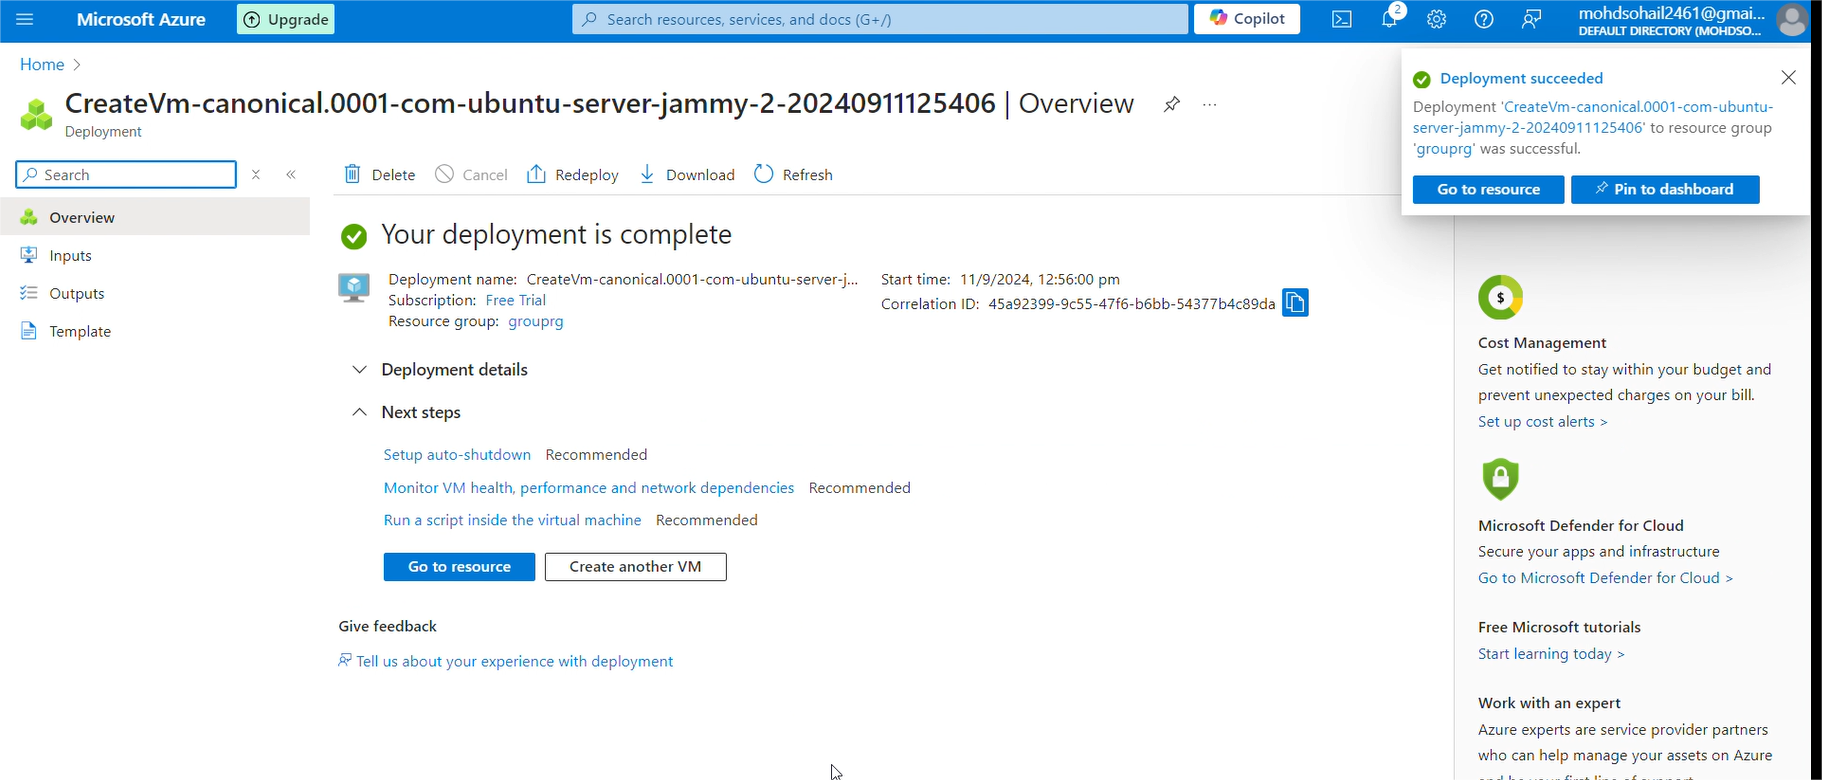 Microsoft Azure
Upgrade
Search resources, services, and docs (G+/)
Copilot
2
mohdsohail2461@gmai...
DEFAULT DIRECTORY (MOHDSO...
Home >
CreateVm-canonical.0001-com-ubuntu-server-jammy-2-20240911125406 | Overview
Deployment
Deployment succeeded
Deployment 'CreateVm-canonical.0001-com-ubuntu-
server-jammy-2-20240911125406' to resource group
'grouprg' was successful.
Go to resource
Pin to dashboard
Search
Delete
Cancel
Redeploy
Download
Refresh
Overview
Inputs
Outputs
Template
Your deployment is complete
Deployment name: CreateVm-canonical.0001-com-ubuntu-server-j...
Subscription: Free Trial
Resource group: grouprg
Start time: 11/9/2024, 12:56:00 pm
Correlation ID: 45a92399-9c55-47f6-b6bb-54377b4c89da
Deployment details
Next steps
Setup auto-shutdown Recommended
Monitor VM health, performance and network dependencies Recommended
Run a script inside the virtual machine Recommended
Go to resource
Create another VM
Give feedback
Tell us about your experience with deployment
$
Cost Management
Get notified to stay within your budget and
prevent unexpected charges on your bill.
Set up cost alerts >
Microsoft Defender for Cloud
Secure your apps and infrastructure
Go to Microsoft Defender for Cloud >
Free Microsoft tutorials
Start learning today >
Work with an expert
Azure experts are service provider partners
who can help manage your assets on Azure